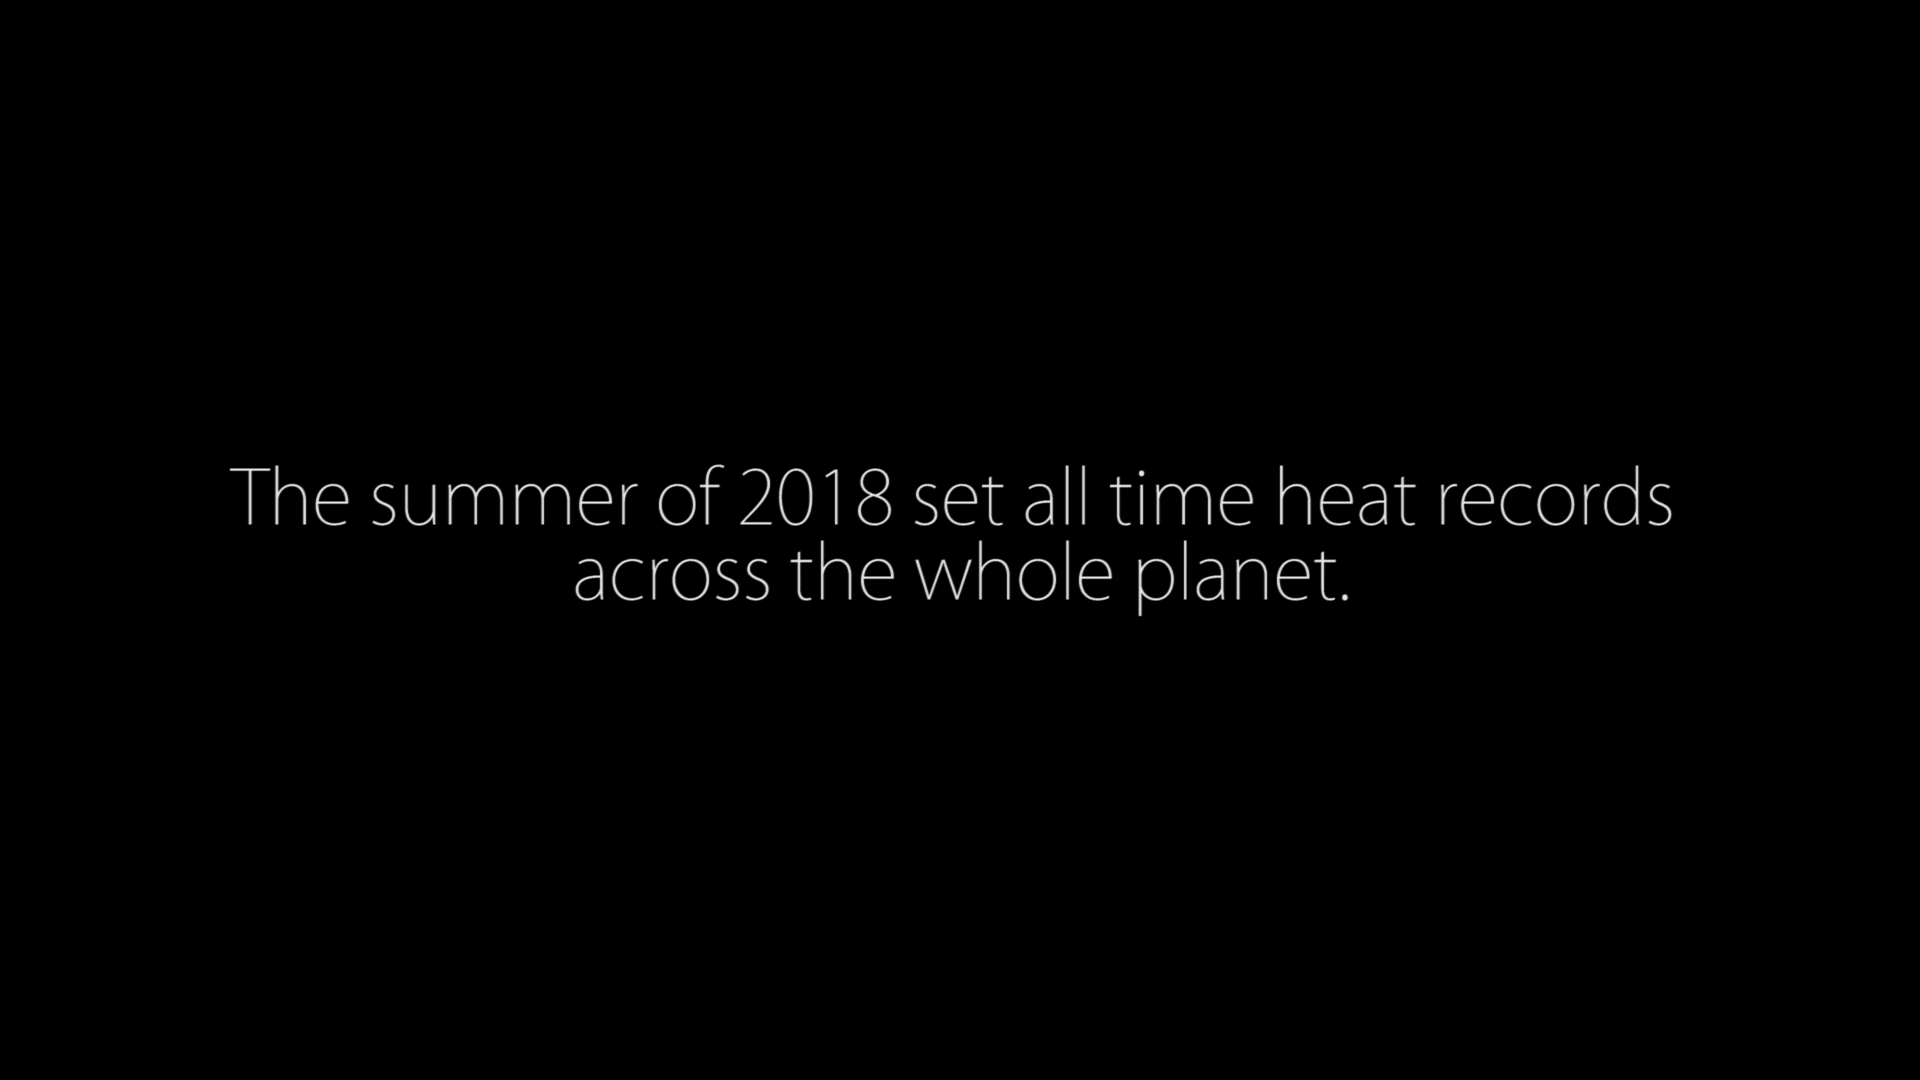 The summer of 2018 set all time heat records
across the whole planet.